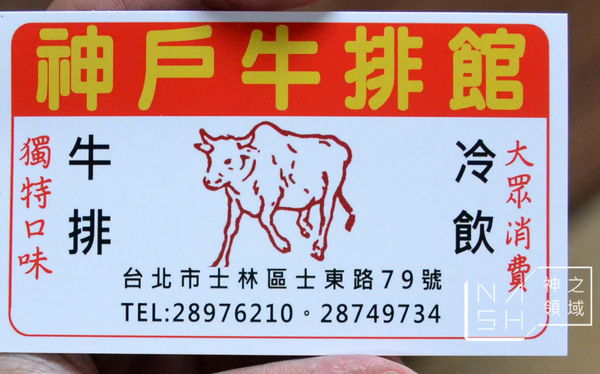 神戶牛排館
獨特口味
牛排
冷飲
大眾消費
台北市士林區士東路79號
TEL:28976210。28749734
NASH
神之領域